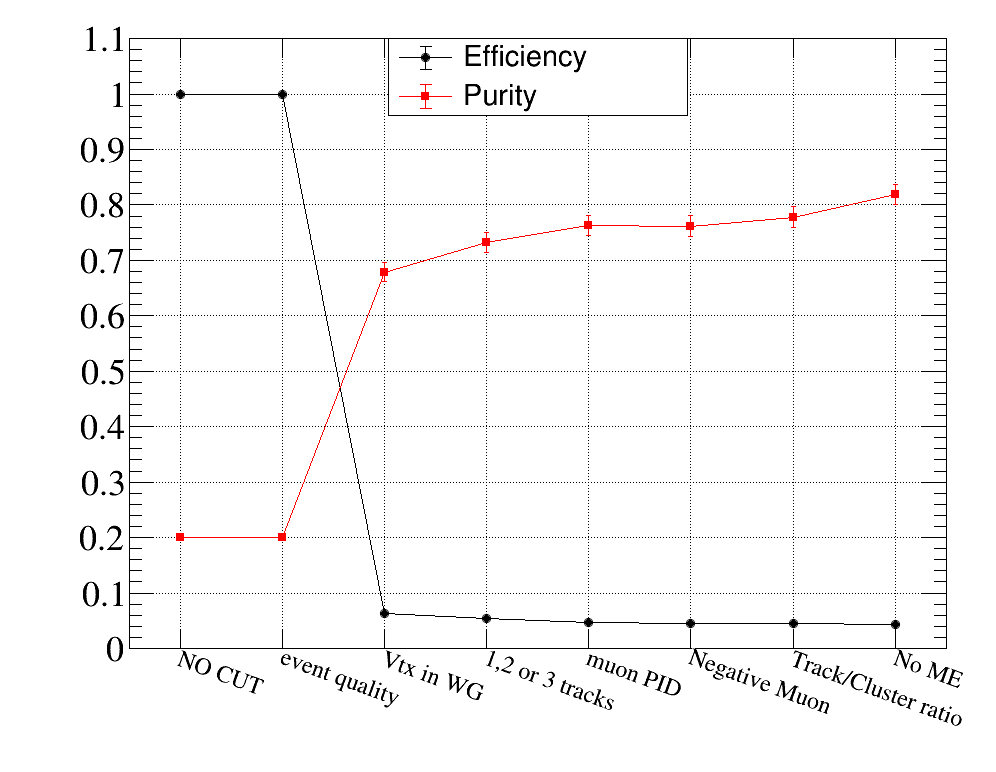 1.1
Efficiency
Purity
1
0.9
0.8
0.7
0.6
0.5
0.4
0.3
0.2
0.1
0
NO CUT
event quality
Vtx in WG
1,2 or 3 tracks
muon PID
Negative Muon
Track/Cluster ratio
No ME